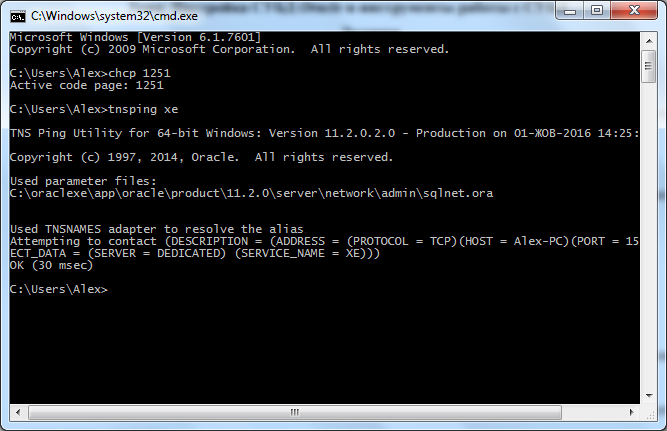 C:\Windows\system32\cmd.exe
Microsoft Windows [Version 6.1.7601]
Copyright (c) 2009 Microsoft Corporation.  All rights reserved.
C:\Users\Alex>chcp 1251
Active code page: 1251
C:\Users\Alex>tnsping xe
TNS Ping Utility for 64-bit Windows: Version 11.2.0.2.0 - Production on 01-ЖОВ-2016 14:25:
Copyright (c) 1997, 2014, Oracle.  All rights reserved.
Used parameter files:
C:\oraclexe\app\oracle\product\11.2.0\server\network\admin\sqlnet.ora
Used TNSNAMES adapter to resolve the alias
Attempting to contact (DESCRIPTION = (ADDRESS = (PROTOCOL = TCP)(HOST = Alex-PC)(PORT = 15
ECT_DATA = (SERVER = DEDICATED) (SERVICE_NAME = XE)))
OK (30 msec)
C:\Users\Alex>